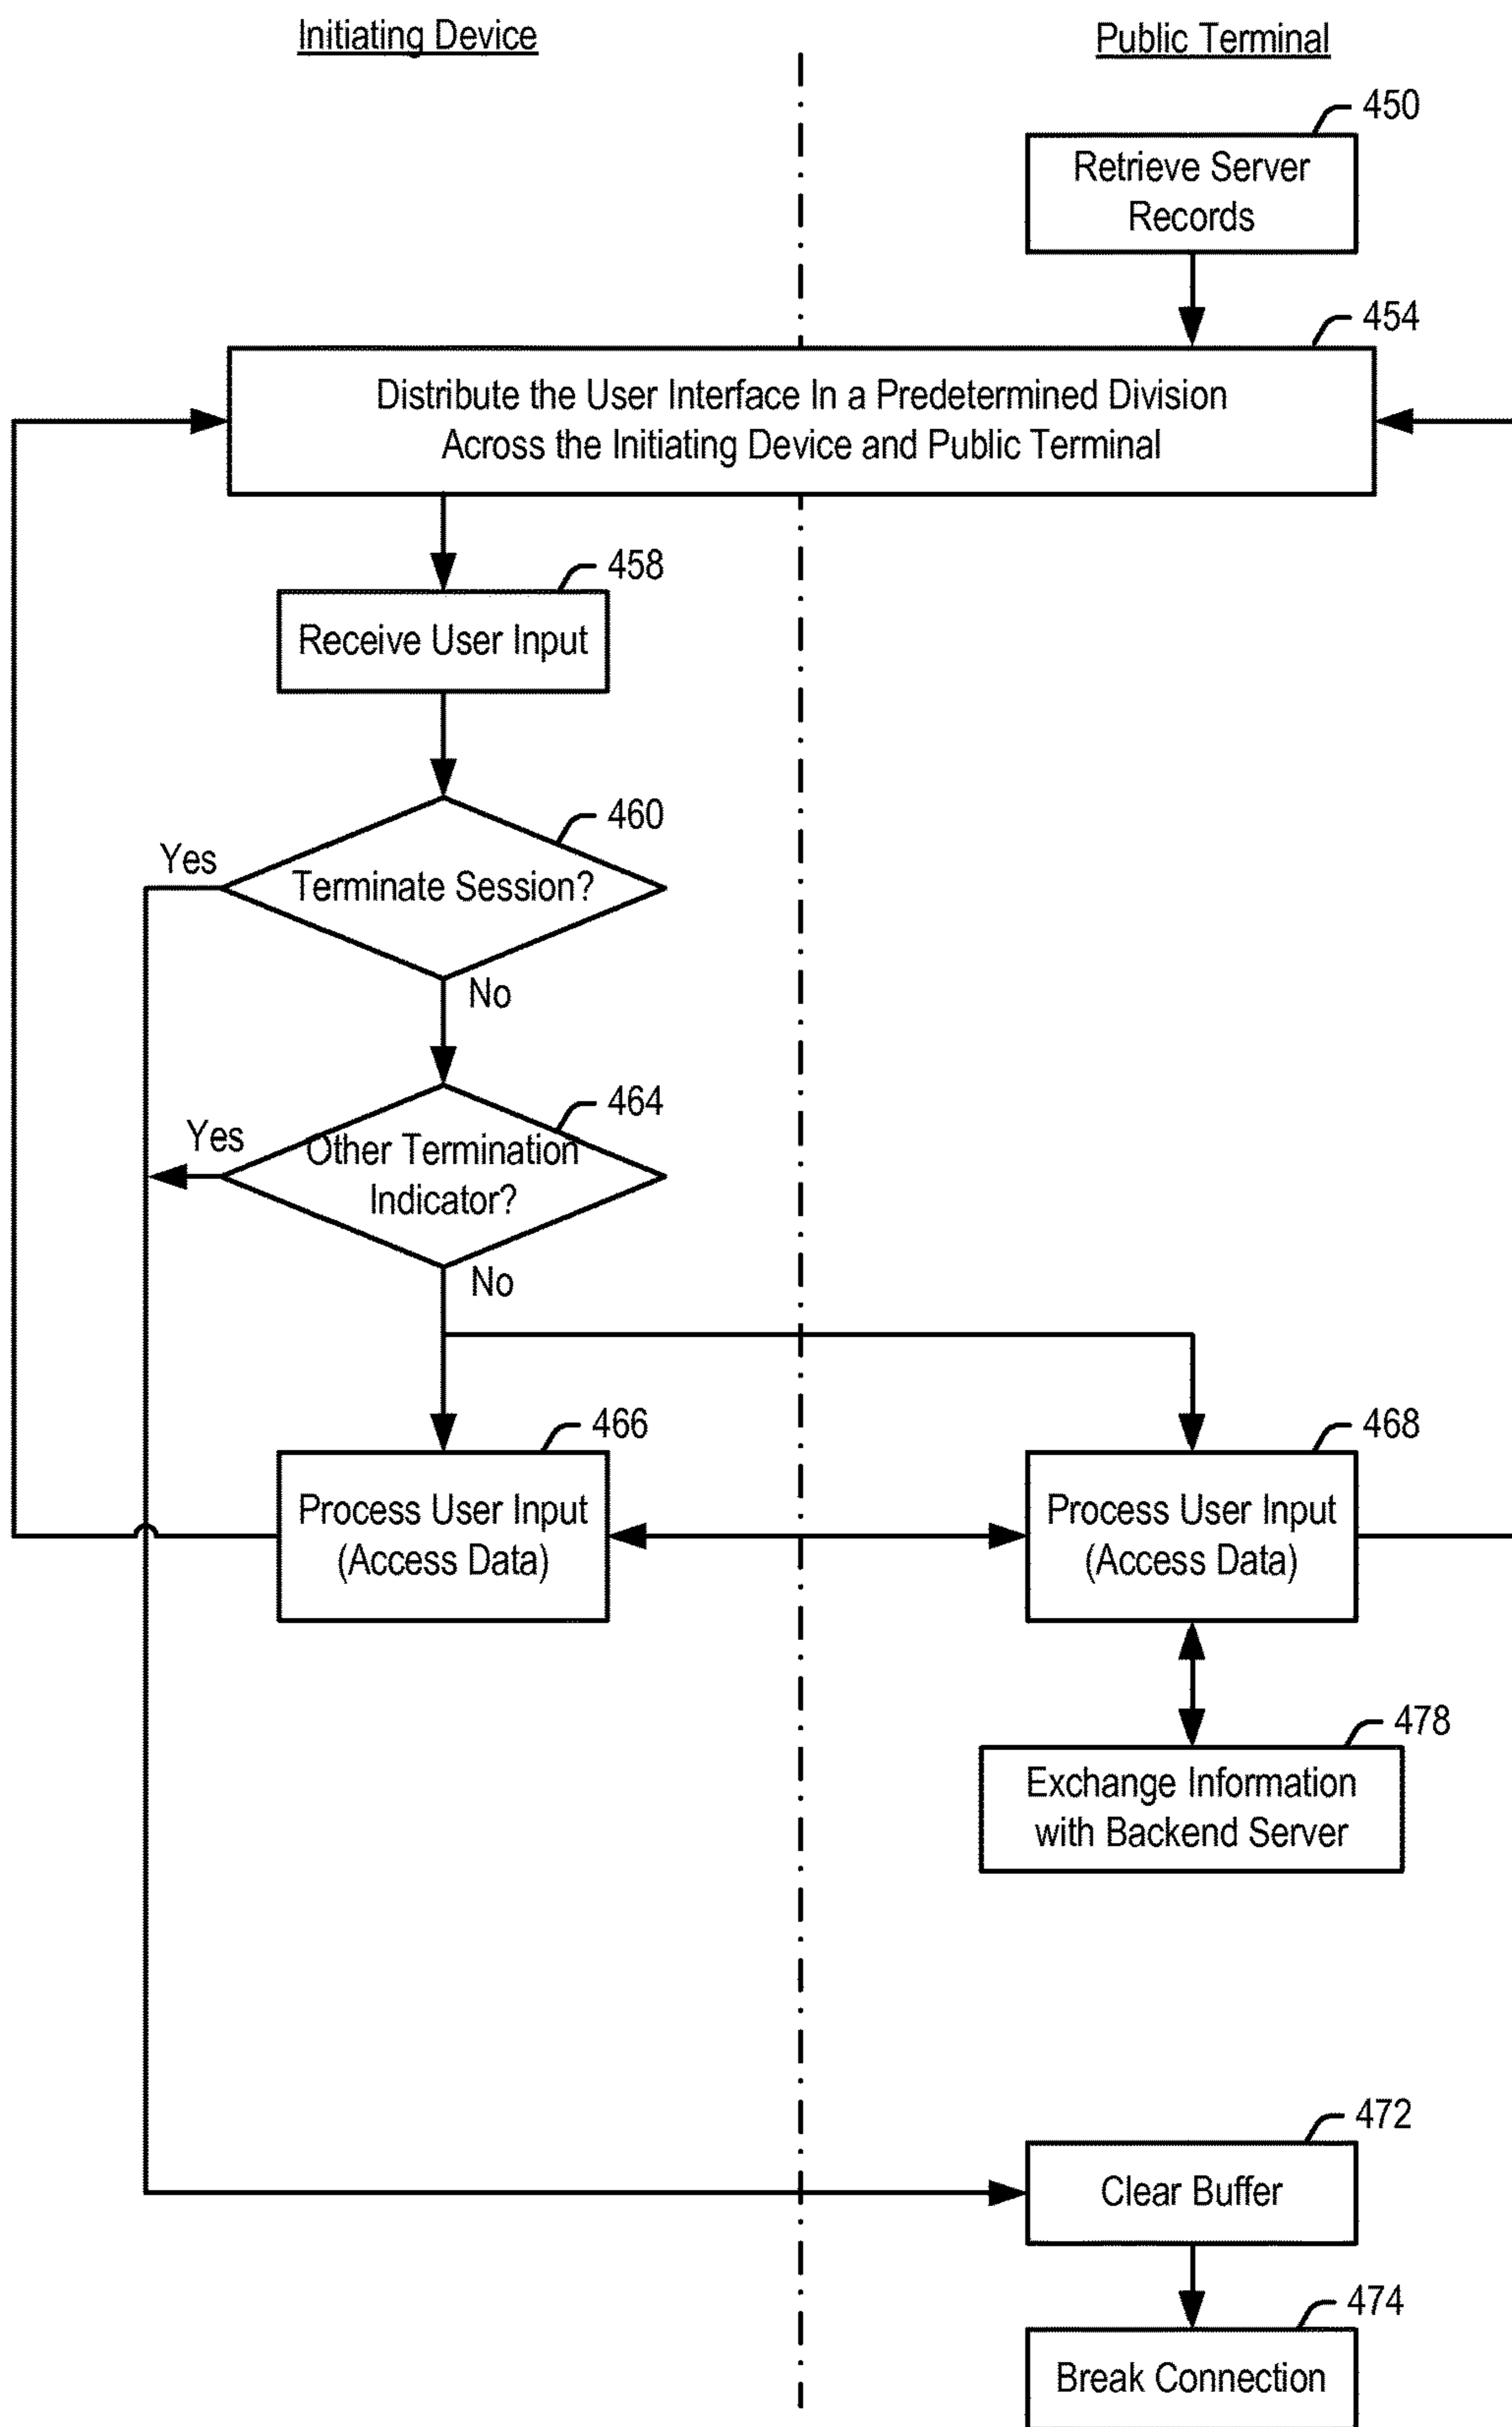 Initiating Device
Public Terminal
450
Retrieve Server
Records
454
Distribute the User Interface In a Predetermined Division
Across the Initiating Device and Public Terminal
458
Receive User Input
460
Yes
Terminate Session?
No
464
Yes
Other Termination
Indicator?
No
466
Process User Input
(Access Data)
468
Process User Input
(Access Data)
478
Exchange Information
with Backend Server
472
Clear Buffer
474
Break Connection